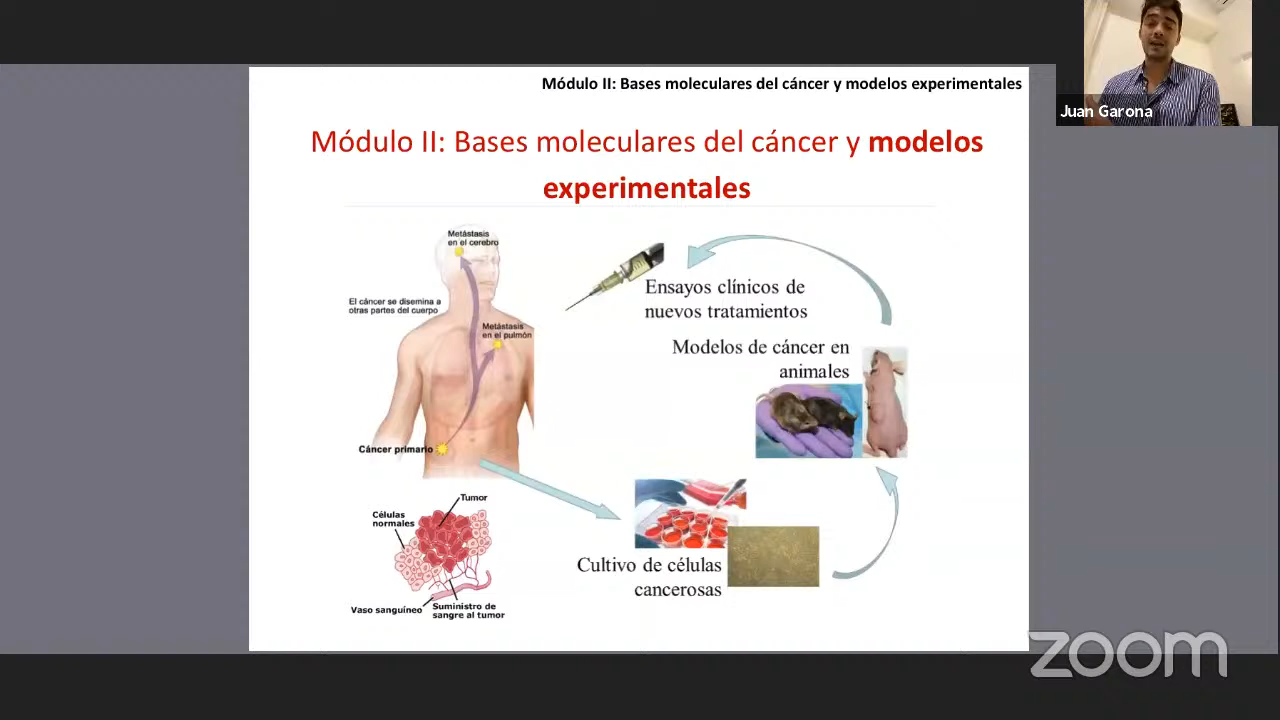 Módulo II: Bases moleculares del cáncer y modelos experimentales
Juan Garona
Módulo II: Bases moleculares del cáncer y modelos
experimentales
Metástasis
en el cerebro
El cáncer se disemina a
otras partes del cuerpo
Metástasis
en el pulmón
Cáncer primario
Ensayos clínicos de
nuevos tratamientos
Modelos de cáncer en
animales
Tumor
Células
normales
Vaso sanguíneo
Suministro de
sangre al tumor
Cultivo de células
cancerosas
zoom